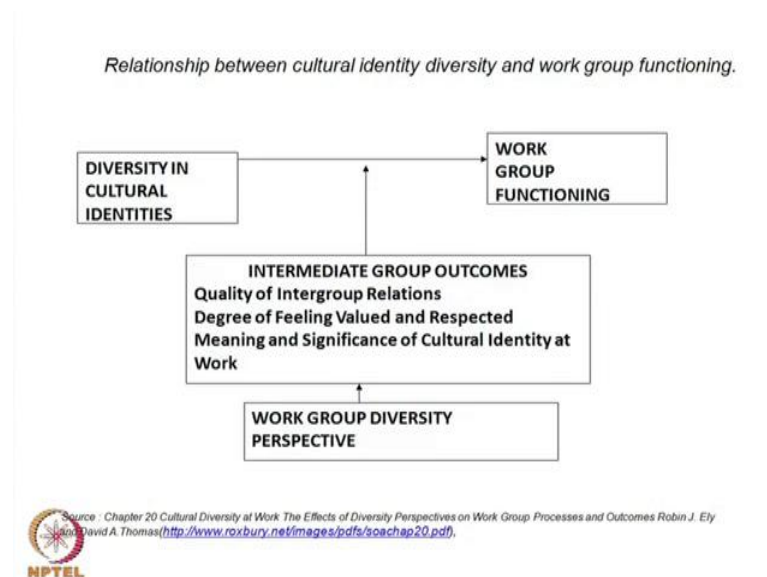 Relationship between cultural identity diversity and work group functioning.
DIVERSITY IN
CULTURAL
IDENTITIES
WORK
GROUP
FUNCTIONING
INTERMEDIATE GROUP OUTCOMES
Quality of Intergroup Relations
Degree of Feeling Valued and Respected
Meaning and Significance of Cultural Identity at
Work
WORK GROUP DIVERSITY
PERSPECTIVE
Source : Chapter 20 Cultural Diversity at Work The Effects of Diversity Perspectives on Work Group Processes and Outcomes Robin J. Ely
and David A. Thomas(http://www.roxbury.net/images/pdfs/soachap20.pdf),
NPTEL